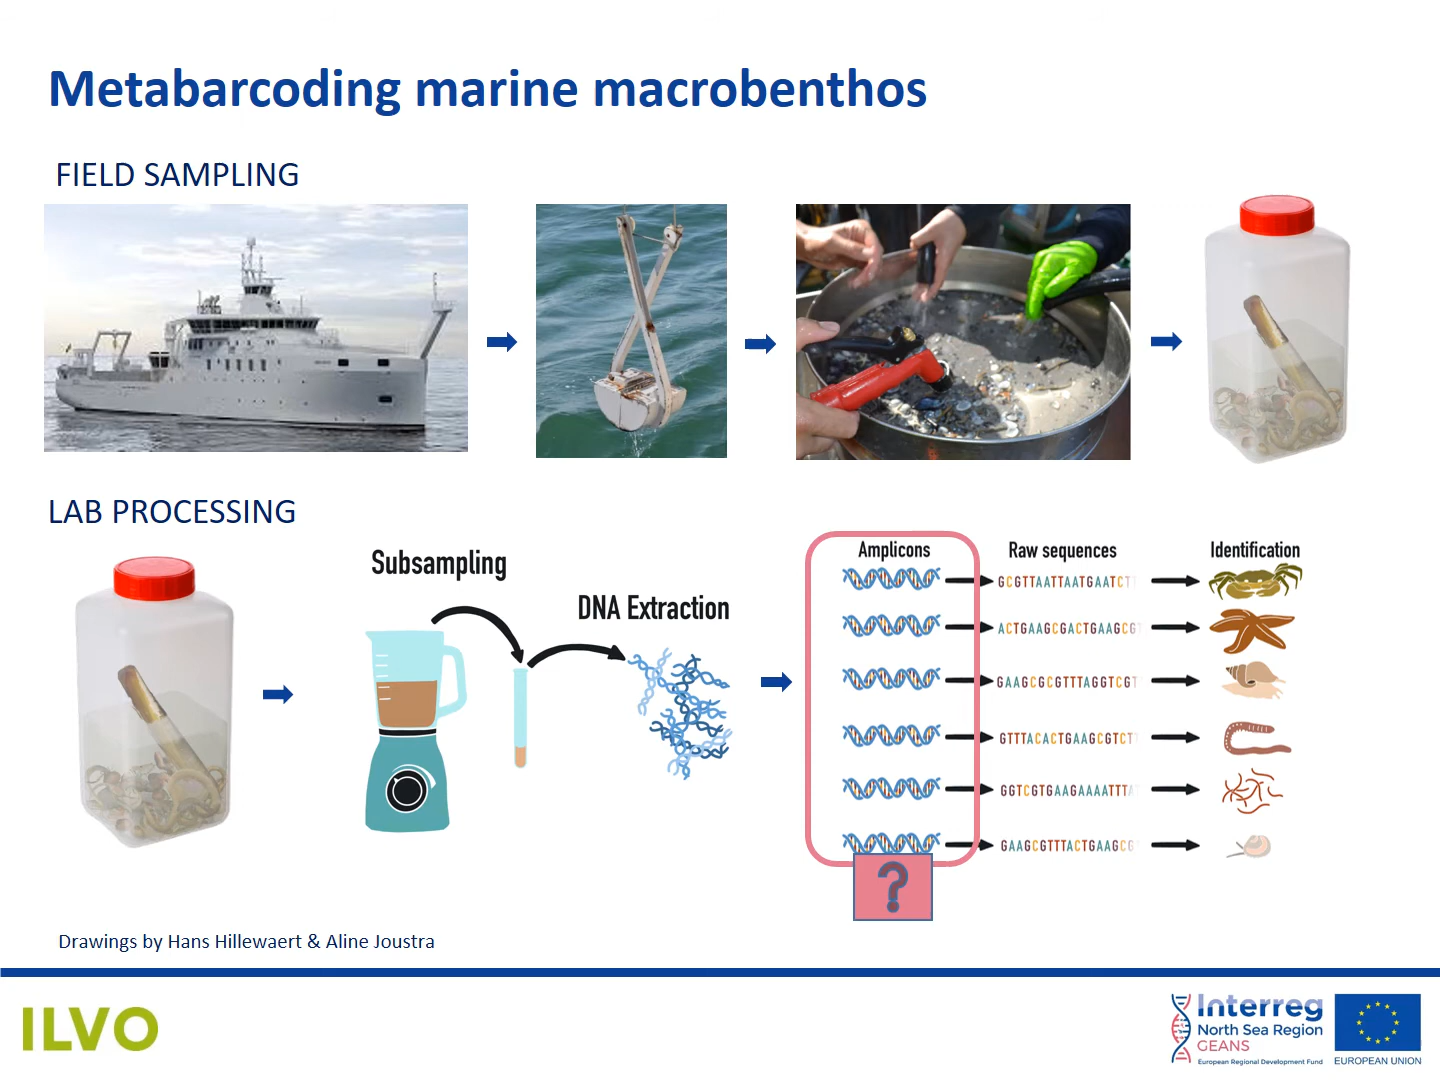 Metabarcoding marine macrobenthos
FIELD SAMPLING
LAB PROCESSING
Subsampling
DNA Extraction
Amplicons
Raw sequences
Identification
GCGTTAATTAATGAATCT
ACTGAAGCGACTGAAGCG
GAAGCGCGTTTAGGTCGT
GTTTACACTGAAGCGTCT
GGTCGTGAAGAAAATTTA
GAAGCGTTTACTGAAGCG
?
Drawings by Hans Hillewaert & Aline Joustra
ILVO
Interreg
North Sea Region
GEANS
European Regional Development Fund
EUROPEAN UNION